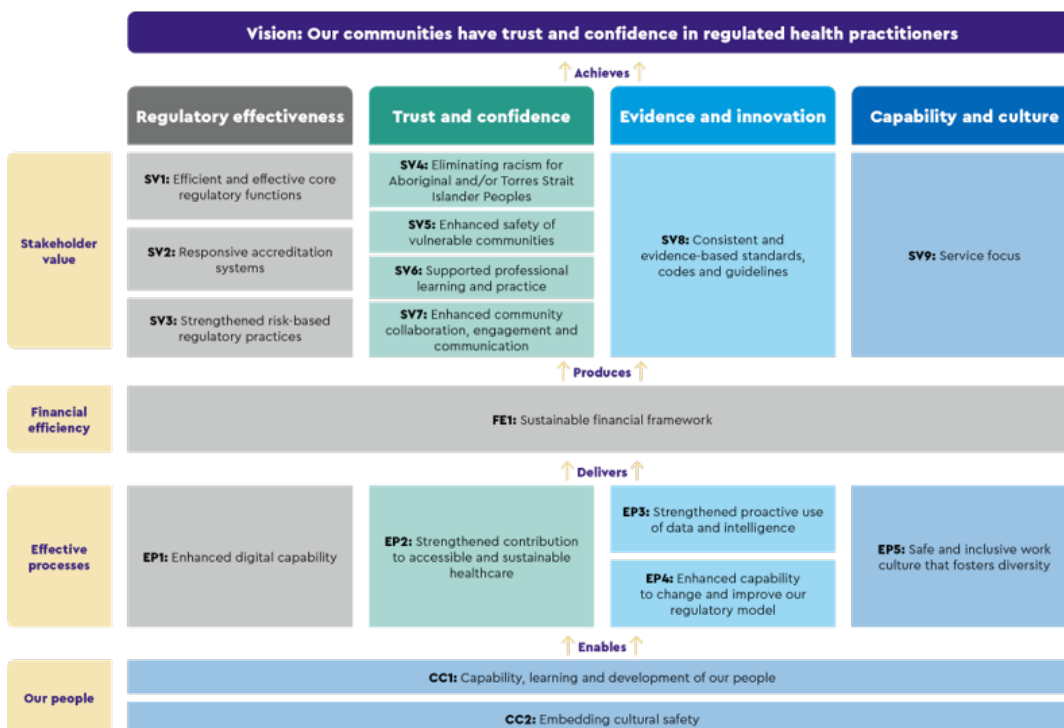 Vision: Our communities have trust and confidence in regulated health practitioners
Achieves
Regulatory effectiveness
Trust and confidence
Evidence and innovation
Capability and culture
Stakeholder
value
SV1: Efficient and effective core
regulatory functions
SV2: Responsive accreditation
systems
SV3: Strengthened risk-based
regulatory practices
SV4: Eliminating racism for
Aboriginal and/or Torres Strait
Islander Peoples
SV5: Enhanced safety of
vulnerable communities
SV6: Supported professional
learning and practice
SV7: Enhanced community
collaboration, engagement and
communication
SV8: Consistent and
evidence-based standards,
codes and guidelines
SV9: Service focus
Produces
Financial
efficiency
FE1: Sustainable financial framework
Delivers
Effective
processes
EP1: Enhanced digital capability
EP2: Strengthened contribution
to accessible and sustainable
healthcare
EP3: Strengthened proactive use
of data and intelligence
EP4: Enhanced capability
to change and improve our
regulatory model
EP5: Safe and inclusive work
culture that fosters diversity
Enables
Our people
CC1: Capability, learning and development of our people
CC2: Embedding cultural safety